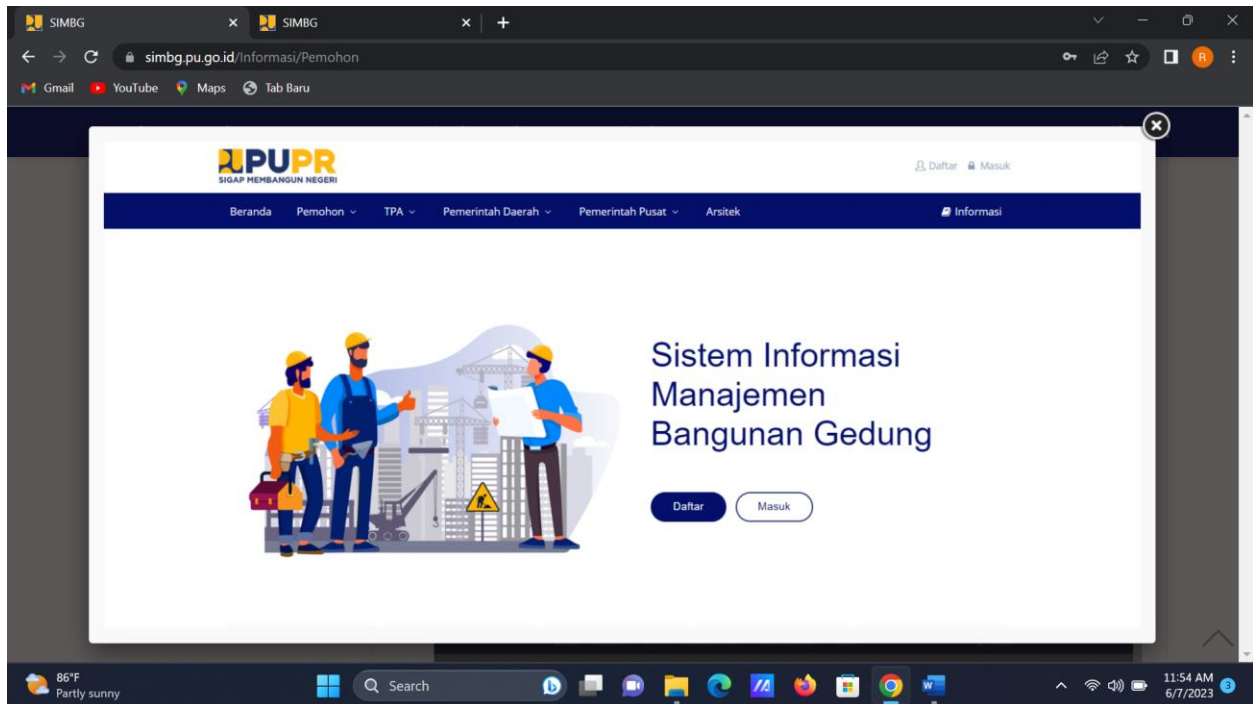 SIMBG
SIMBG
simbg.pu.go.id/Informasi/Pemohon
R
Gmail YouTube Maps Tab Baru
PUPR
SIGAP MEMBANGUN NEGERI
Daftar Masuk
Beranda Pemohon TPA Pemerintah Daerah Pemerintah Pusat Arsitek Informasi
Sistem Informasi
Manajemen
Bangunan Gedung
Daftar Masuk
86°F
Partly sunny
Search
W
11:54 AM
6/7/2023
3